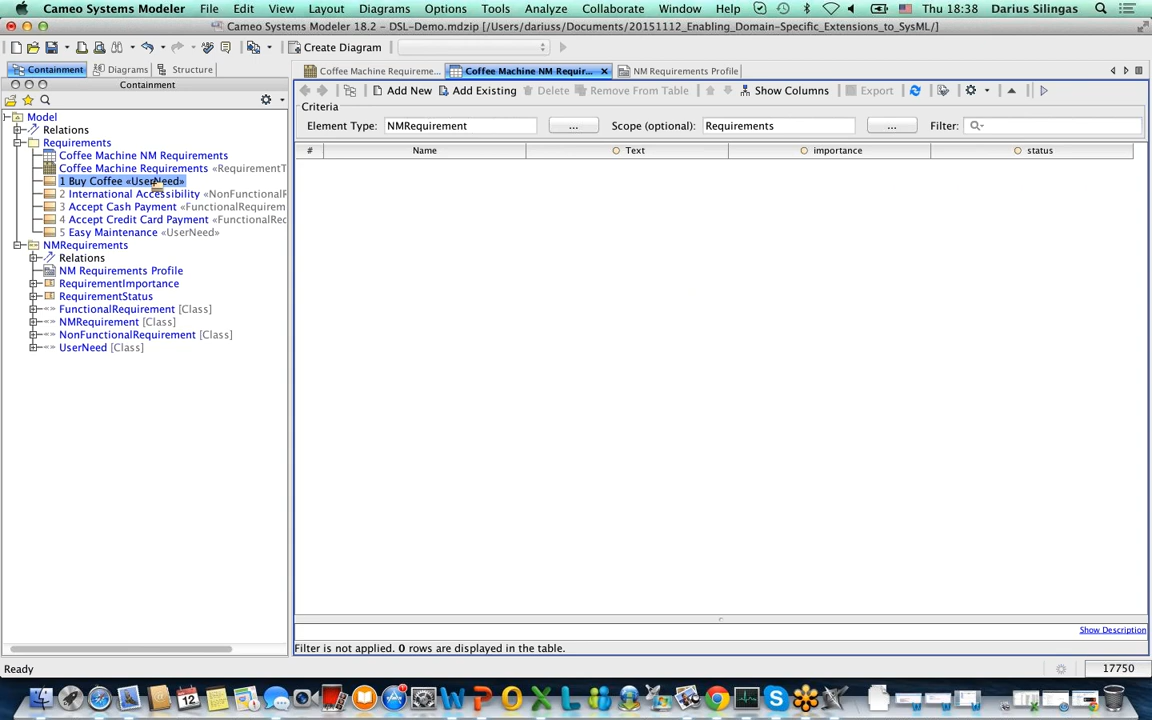 Cameo Systems Modeler File Edit View Layout Diagrams Options Tools Analyze Collaborate Window Help Thu 18:38 Darius Silingas
Cameo Systems Modeler 18.2 - DSL-Demo.mdzip [/Users/dariuss/Documents/20151112_Enabling_Domain-Specific_Extensions_to_SysML/]
Create Diagram
Containment Diagrams Structure
Coffee Machine Requireme... Coffee Machine NM Requir... NM Requirements Profile
Containment
Add New Add Existing Delete Remove From Table Show Columns Export
Criteria
Element Type: NMRequirement ... Scope (optional): Requirements ... Filter:
# Name Text importance status
Model
Relations
Requirements
Coffee Machine NM Requirements
Coffee Machine Requirements «RequirementT
1 Buy Coffee «UserNeed»
2 International Accessibility «NonFunctionalR
3 Accept Cash Payment «FunctionalRequirem
4 Accept Credit Card Payment «FunctionalRec
5 Easy Maintenance «UserNeed»
NMRequirements
Relations
NM Requirements Profile
RequirementImportance
RequirementStatus
FunctionalRequirement [Class]
NMRequirement [Class]
NonFunctionalRequirement [Class]
UserNeed [Class]
Show Description
Filter is not applied. 0 rows are displayed in the table.
Ready 17750